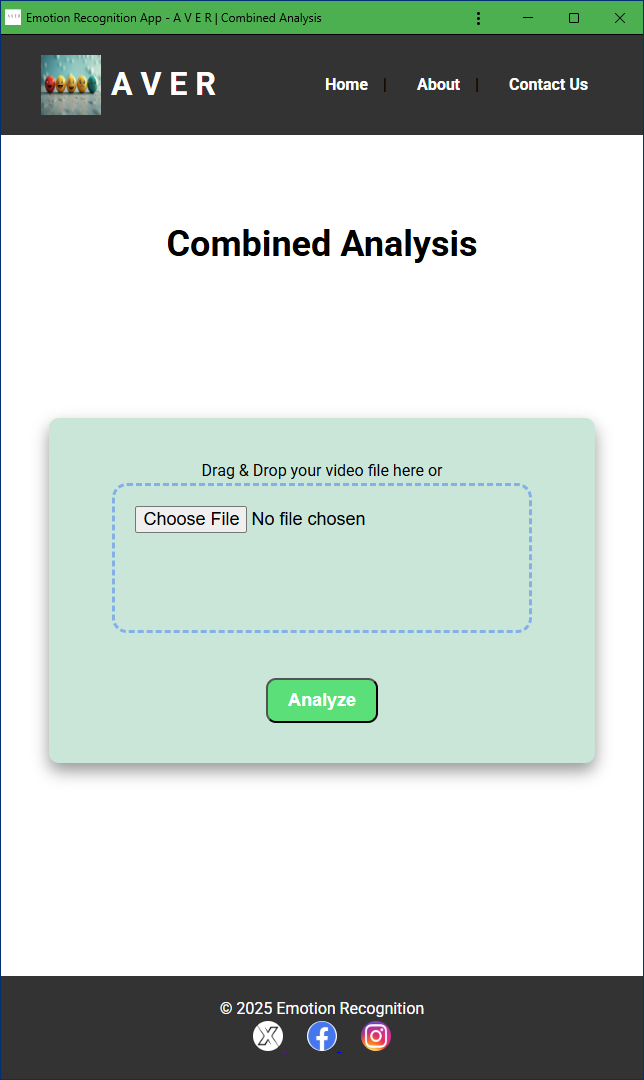 Emotion Recognition App - A V E R | Combined Analysis
A V E R
Home | About | Contact Us
Combined Analysis
Drag & Drop your video file here or
Choose File No file chosen
Analyze
© 2025 Emotion Recognition